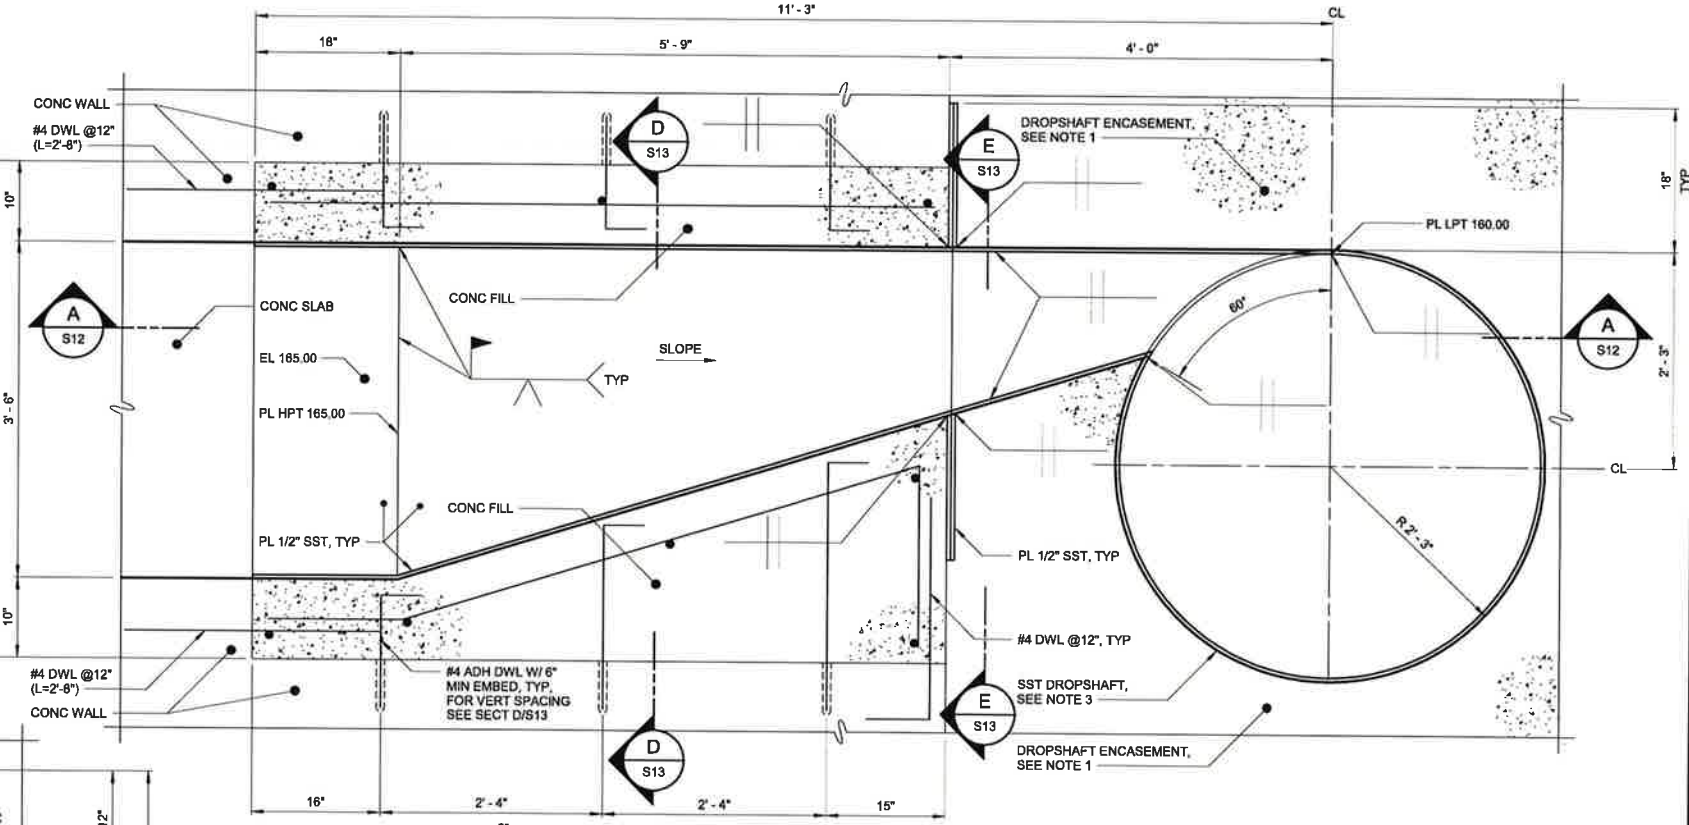 11' - 3"
CL
18"
5' - 9"
4' - 0"
CONC WALL
#4 DWL @12"
(L=2'-8")
D
S13
E
S13
DROPSHAFT ENCASEMENT,
SEE NOTE 1
18"
TYP
10"
PL LPT 160.00
CONC FILL
60°
A
S12
CONC SLAB
EL 165.00
SLOPE
TYP
A
S12
2' - 3"
3' - 6"
PL HPT 165.00
CL
CONC FILL
PL 1/2" SST, TYP
PL 1/2" SST, TYP
R 2' - 3"
10"
#4 DWL @12"
(L=2'-8")
CONC WALL
#4 ADH DWL W/ 6"
MIN EMBED, TYP,
FOR VERT SPACING
SEE SECT D/S13
#4 DWL @12", TYP
SST DROPSHAFT,
SEE NOTE 3
E
S13
D
S13
DROPSHAFT ENCASEMENT,
SEE NOTE 1
16"
2' - 4"
2' - 4"
15"
12"